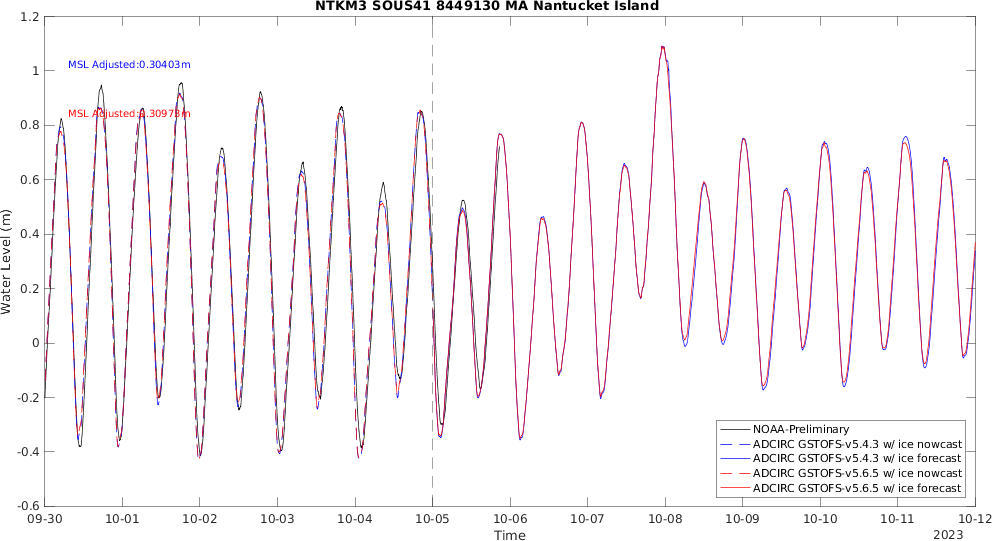 NTKM3 SOUS41 8449130 MA Nantucket Island
1.2
1
0.8
0.6
0.4
0.2
0
-0.2
-0.4
-0.6
Water Level (m)
MSL Adjusted:0.30403m
MSL Adjusted:0.30973m
NOAA-Preliminary
ADCIRC GSTOFS-v5.4.3 w/ ice nowcast
ADCIRC GSTOFS-v5.4.3 w/ ice forecast
ADCIRC GSTOFS-v5.6.5 w/ ice nowcast
ADCIRC GSTOFS-v5.6.5 w/ ice forecast
09-30 10-01 10-02 10-03 10-04 10-05 10-06 10-07 10-08 10-09 10-10 10-11 10-12
Time
2023